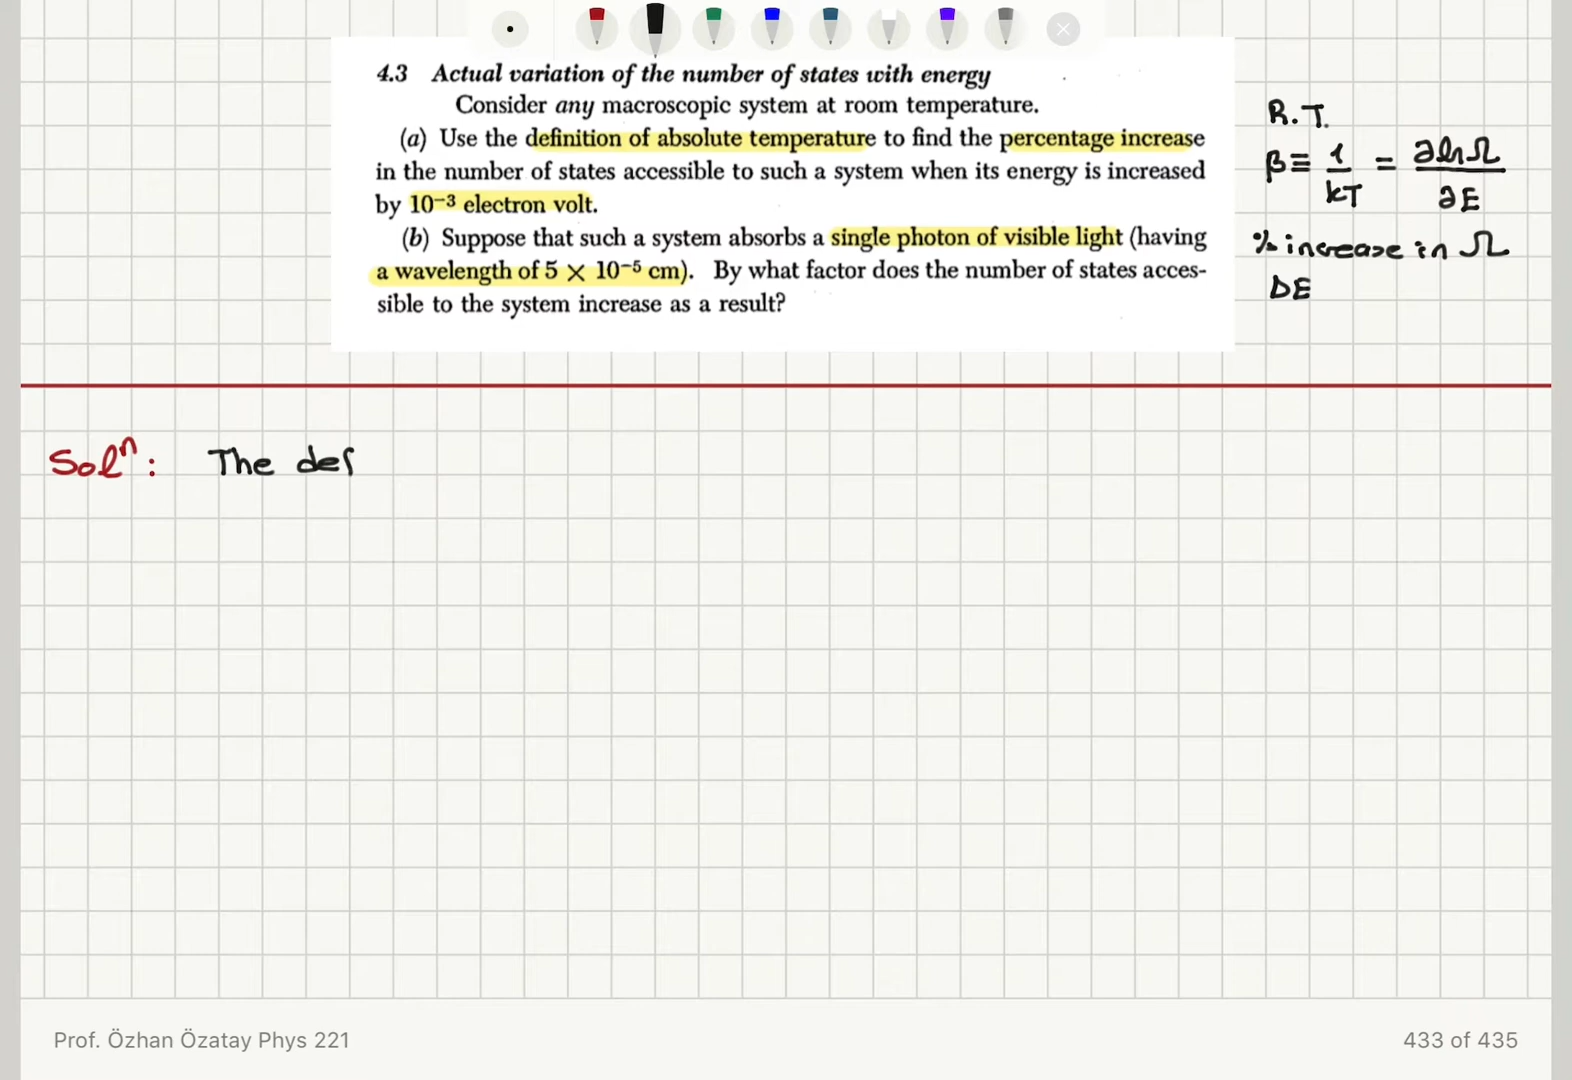 4.3 Actual variation of the number of states with energy
Consider any macroscopic system at room temperature.
(a) Use the definition of absolute temperature to find the percentage increase
in the number of states accessible to such a system when its energy is increased
by 10⁻³ electron volt.
(b) Suppose that such a system absorbs a single photon of visible light (having
a wavelength of 5 × 10⁻⁵ cm). By what factor does the number of states acces-
sible to the system increase as a result?
R.T.
β ≡ 1/kT = ∂lnΩ/∂E
% increase in Ω
ΔE
Solⁿ: The def
Prof. Özhan Özatay Phys 221
433 of 435